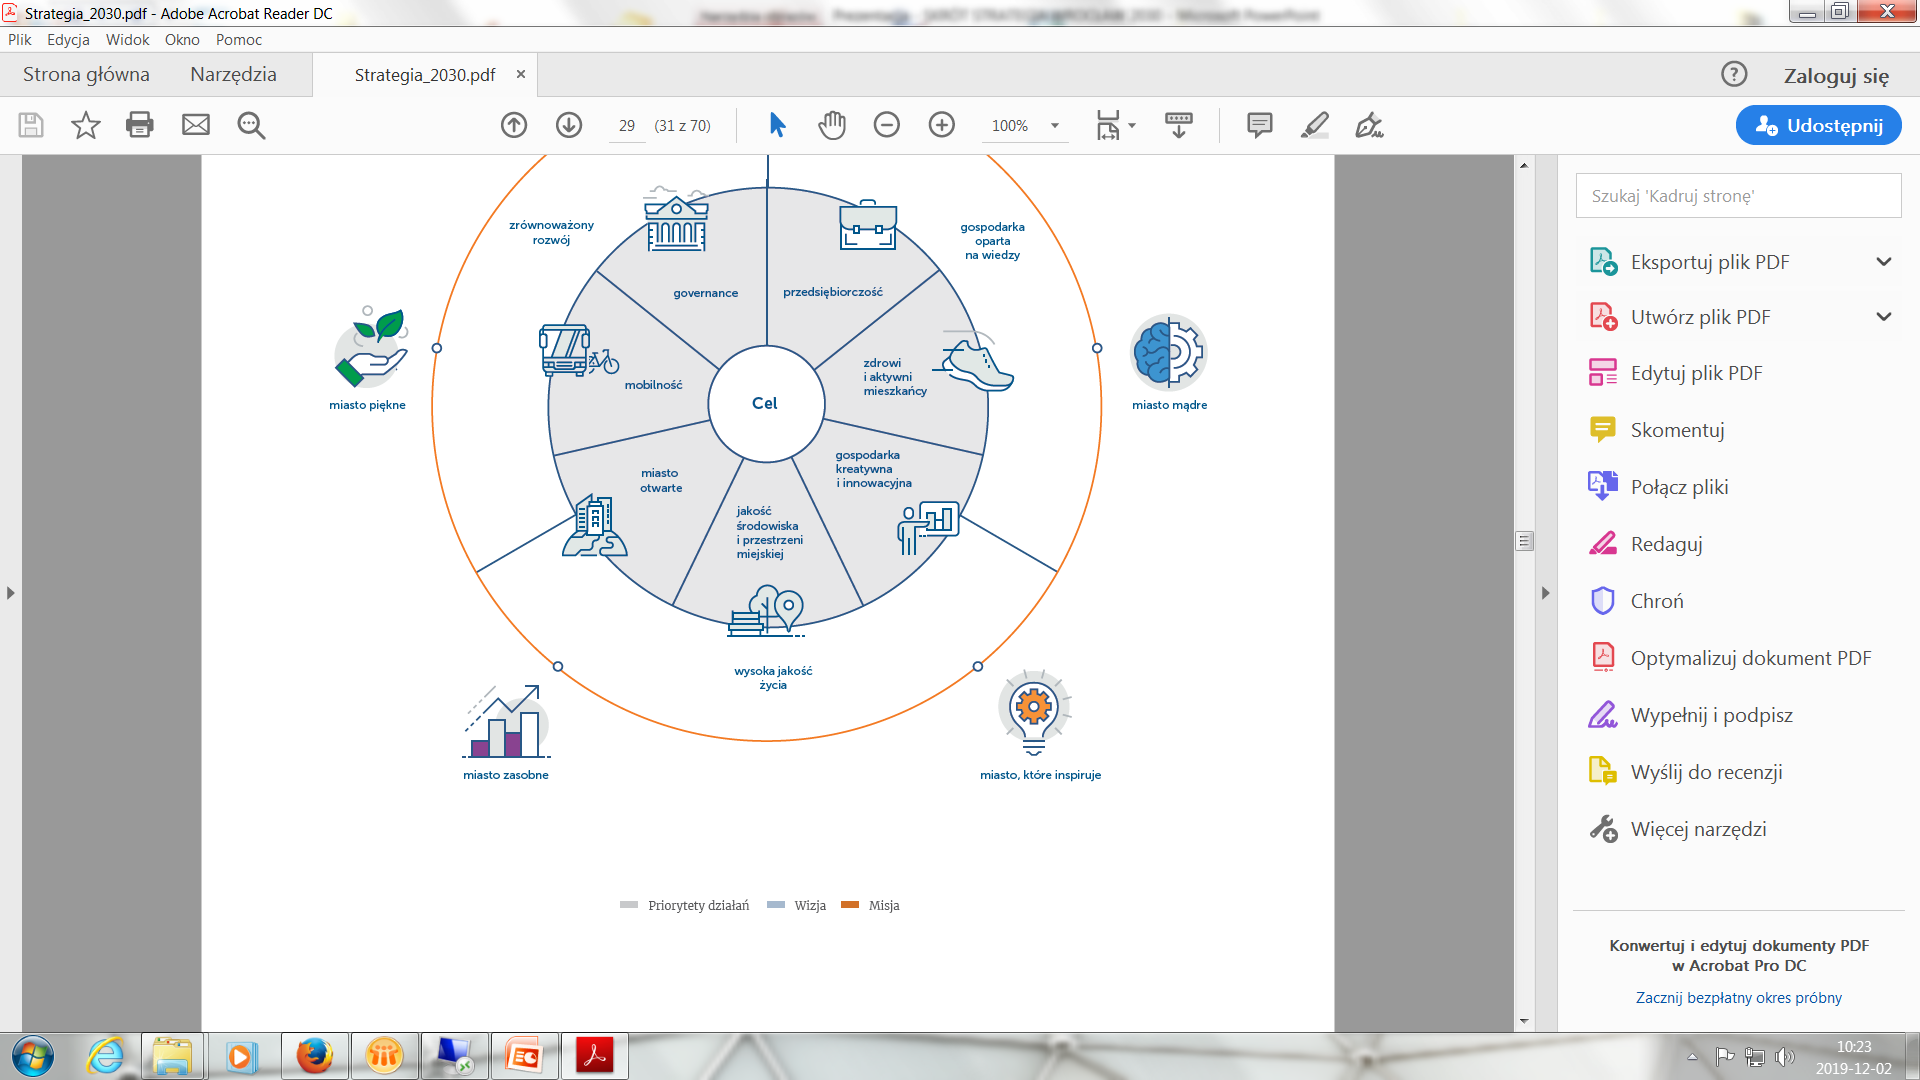 Strategia_2030.pdf - Adobe Acrobat Reader DC
Plik Edycja Widok Okno Pomoc
Strona główna Narzędzia Strategia_2030.pdf × Zaloguj się
29 (31 z 70) 100% Udostępnij
Szukaj 'Kadruj stronę'
Eksportuj plik PDF
Utwórz plik PDF
Edytuj plik PDF
Skomentuj
Połącz pliki
Redaguj
Chroń
Optymalizuj dokument PDF
Wypełnij i podpisz
Wyślij do recenzji
Więcej narzędzi
Konwertuj i edytuj dokumenty PDF
w Acrobat Pro DC
Zacznij bezpłatny okres próbny
zrównoważony
rozwój
gospodarka
oparta
na wiedzy
governance
przedsiębiorczość
mobilność
zdrowi
i aktywni
mieszkańcy
Cel
miasto piękne
miasto mądre
miasto
otwarte
gospodarka
kreatywna
i innowacyjna
jakość
środowiska
i przestrzeni
miejskiej
wysoka jakość
życia
miasto zasobne
miasto, które inspiruje
Priorytety działań Wizja Misja
10:23
2019-12-02